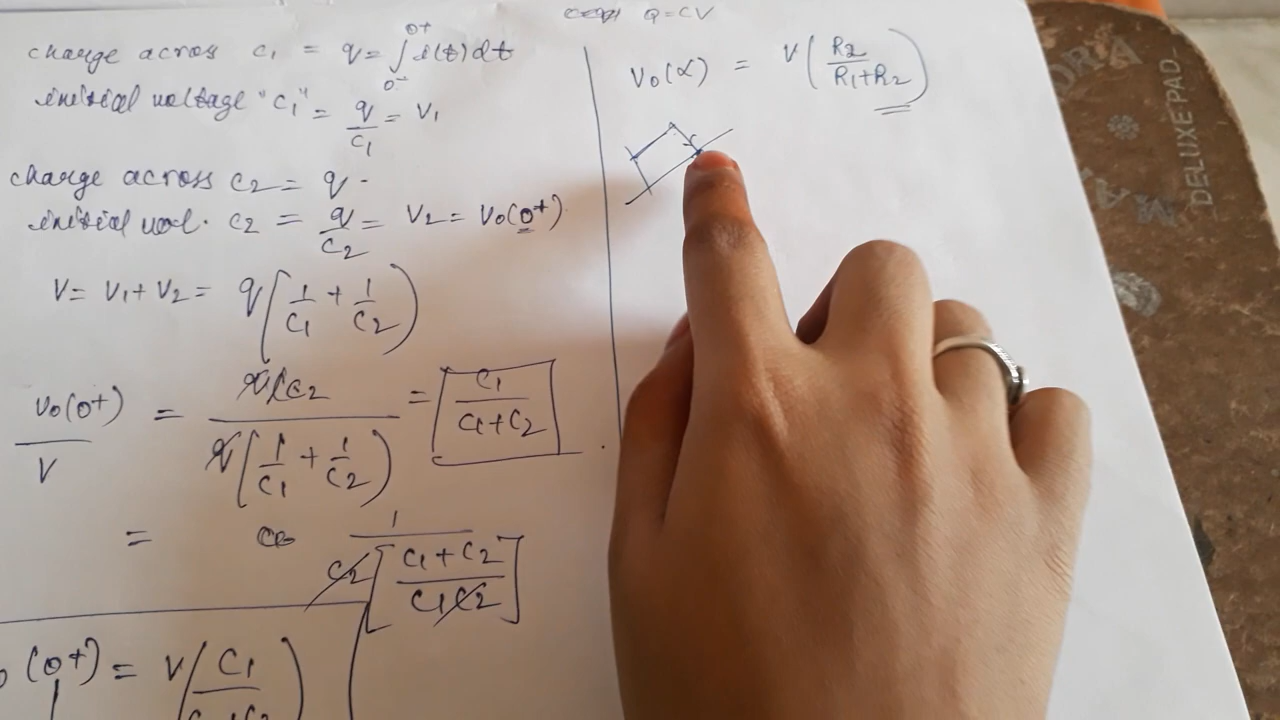 Q=CV
charge across c₁ = q = ∫₀₋⁰⁺ i(t)dt
initial voltage "c₁" = q/c₁ = V₁
charge across c₂ = q.
initial vol. c₂ = q/c₂ = V₂ = V₀(0⁺)
V = V₁+V₂ = q(1/c₁ + 1/c₂)
V₀(0⁺)/V = q/c₂ / q(1/c₁ + 1/c₂) = c₁/c₁+c₂
= 1/c₂[c₁+c₂/c₁c₂]
(0⁺) = V(C₁/
V₀(∝) = V(R₂/R₁+R₂)
DELUXE PAD